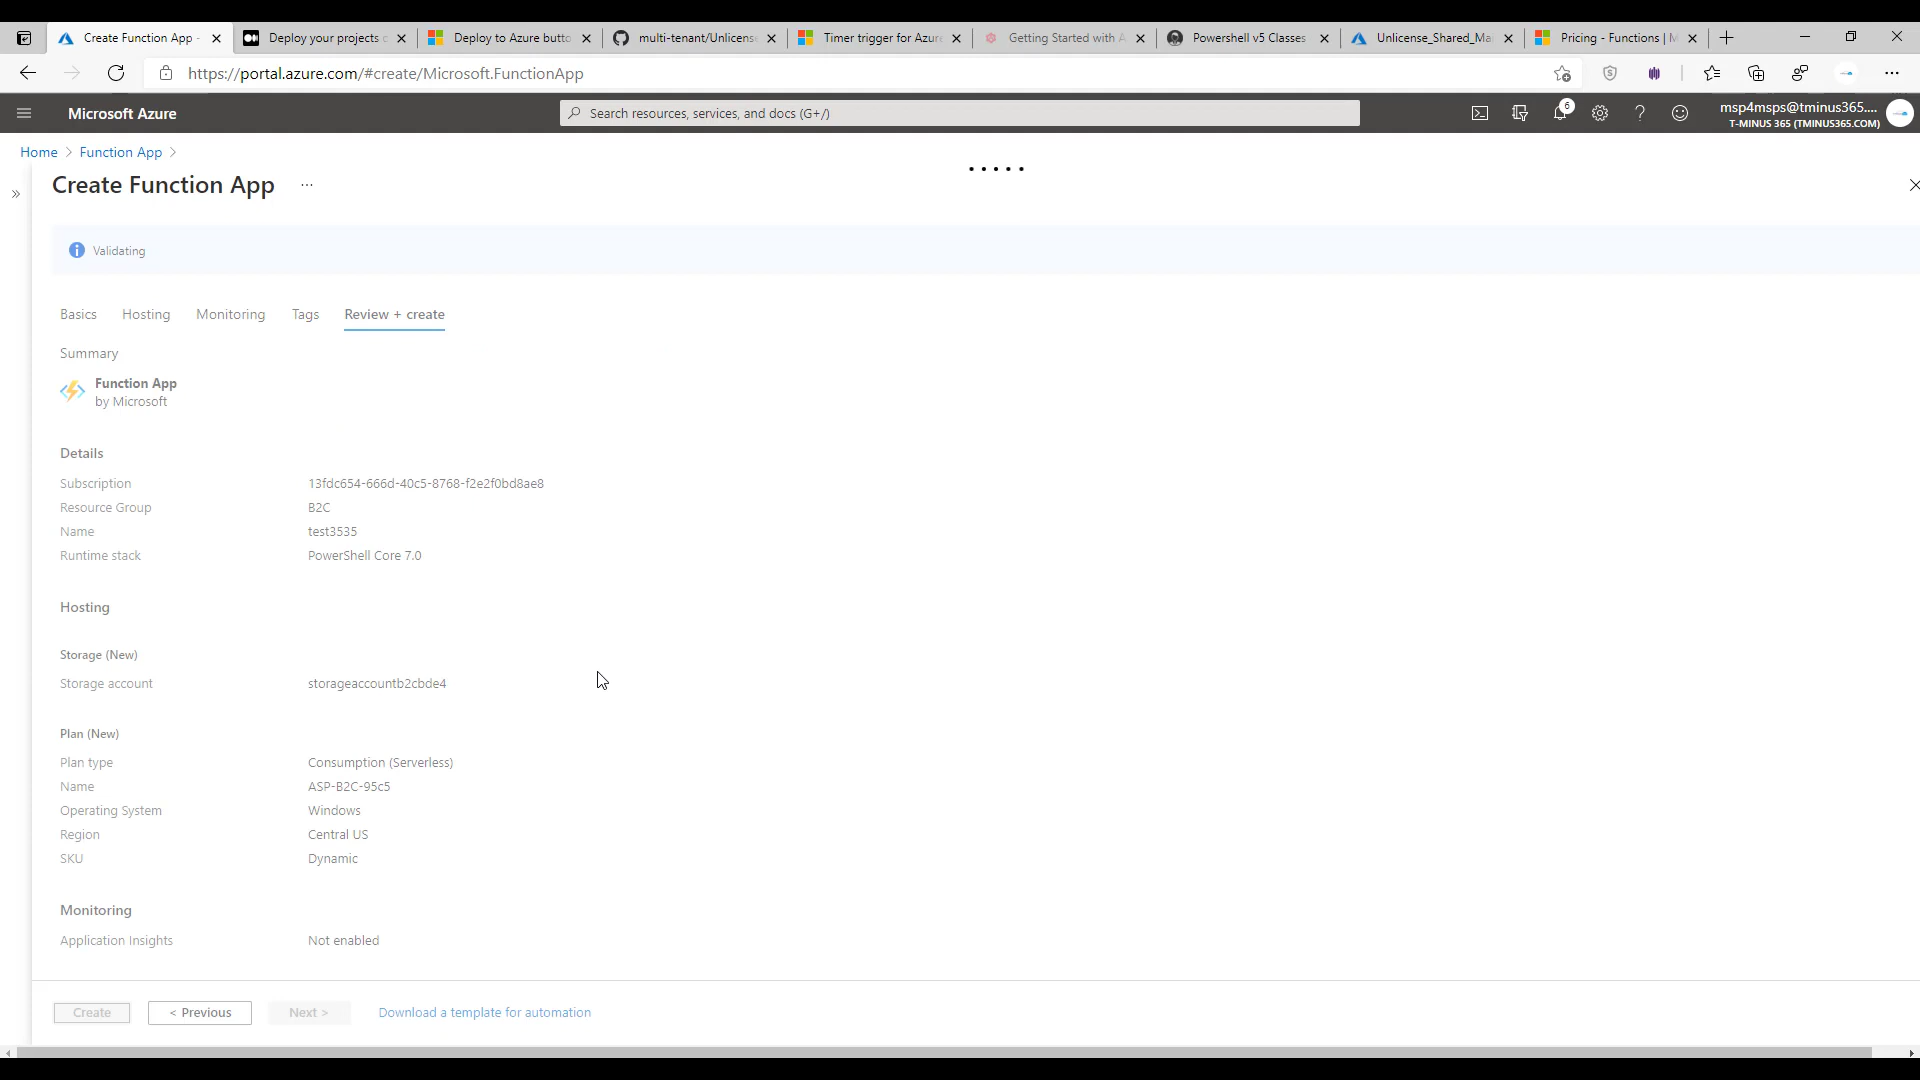 Create Function App -
Deploy your projects c
Deploy to Azure butto
multi-tenant/Unlicense
Timer trigger for Azure
Getting Started with A
Powershell v5 Classes
Unlicense_Shared_Ma
Pricing - Functions | M
https://portal.azure.com/#create/Microsoft.FunctionApp
Microsoft Azure
Search resources, services, and docs (G+/)
6
msp4msps@tminus365....
T-MINUS 365 (TMINUS365.COM)
Home > Function App >
Create Function App ...
Validating
Basics Hosting Monitoring Tags Review + create
Summary
Function App
by Microsoft
Details
Subscription 13fdc654-666d-40c5-8768-f2e2f0bd8ae8
Resource Group B2C
Name test3535
Runtime stack PowerShell Core 7.0
Hosting
Storage (New)
Storage account storageaccountb2cbde4
Plan (New)
Plan type Consumption (Serverless)
Name ASP-B2C-95c5
Operating System Windows
Region Central US
SKU Dynamic
Monitoring
Application Insights Not enabled
Create < Previous Next > Download a template for automation